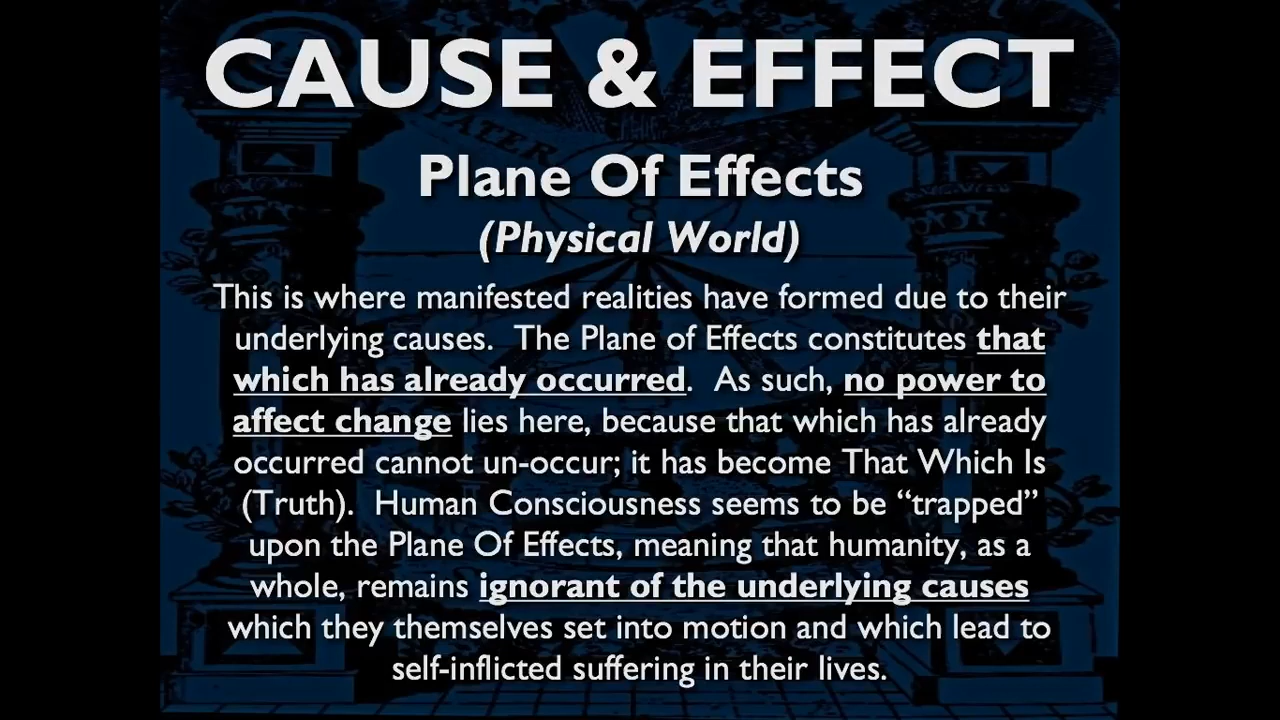 CAUSE & EFFECT
PATER
Plane Of Effects
(Physical World)
This is where manifested realities have formed due to their
underlying causes.  The Plane of Effects constitutes that
which has already occurred.  As such, no power to
affect change lies here, because that which has already
occurred cannot un-occur; it has become That Which Is
(Truth).  Human Consciousness seems to be “trapped”
upon the Plane Of Effects, meaning that humanity, as a
whole, remains ignorant of the underlying causes
which they themselves set into motion and which lead to
self-inflicted suffering in their lives.